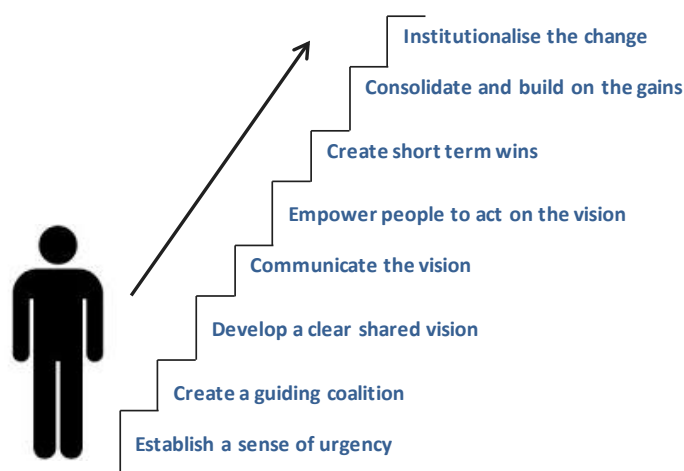 Institutionalise the change
Consolidate and build on the gains
Create short term wins
Empower people to act on the vision
Communicate the vision
Develop a clear shared vision
Create a guiding coalition
Establish a sense of urgency